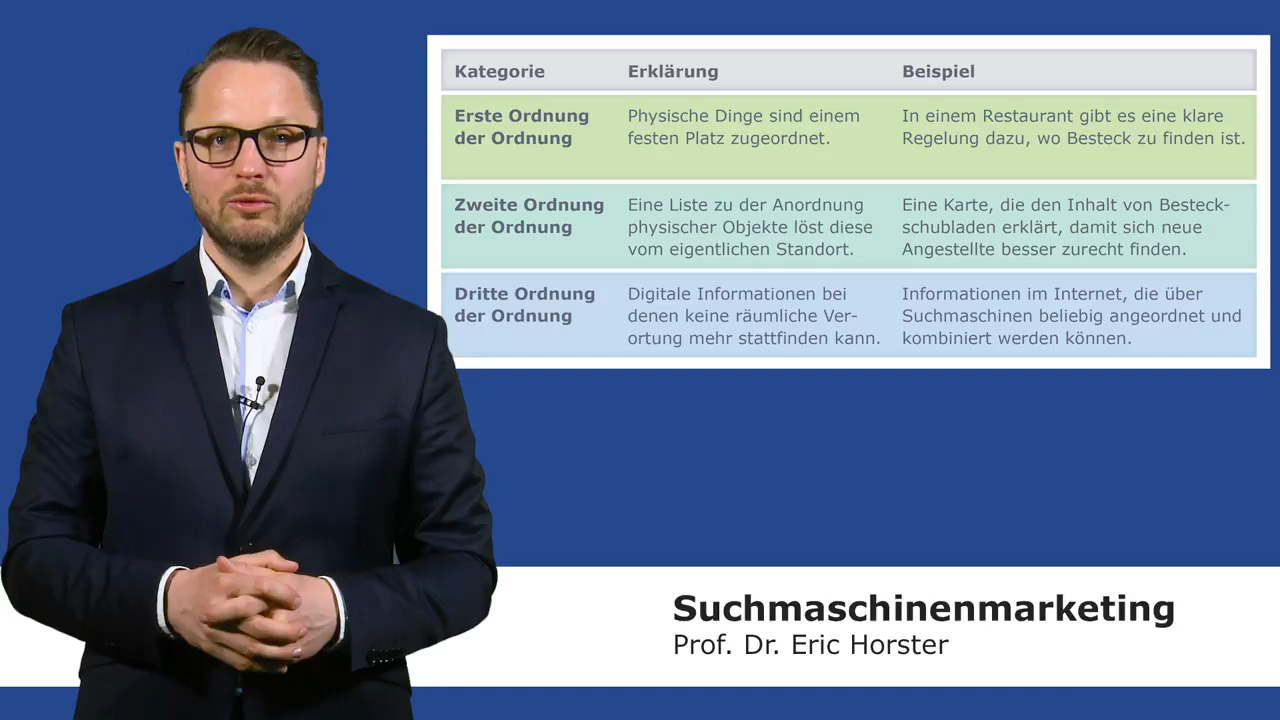 Kategorie Erklärung Beispiel
Erste Ordnung Physische Dinge sind einem In einem Restaurant gibt es eine klare
der Ordnung festen Platz zugeordnet. Regelung dazu, wo Besteck zu finden ist.
Zweite Ordnung Eine Liste zu der Anordnung Eine Karte, die den Inhalt von Besteck-
der Ordnung physischer Objekte löst diese schubladen erklärt, damit sich neue
vom eigentlichen Standort. Angestellte besser zurecht finden.
Dritte Ordnung Digitale Informationen bei Informationen im Internet, die über
der Ordnung denen keine räumliche Ver- Suchmaschinen beliebig angeordnet und
ortung mehr stattfinden kann. kombiniert werden können.
Suchmaschinenmarketing
Prof. Dr. Eric Horster